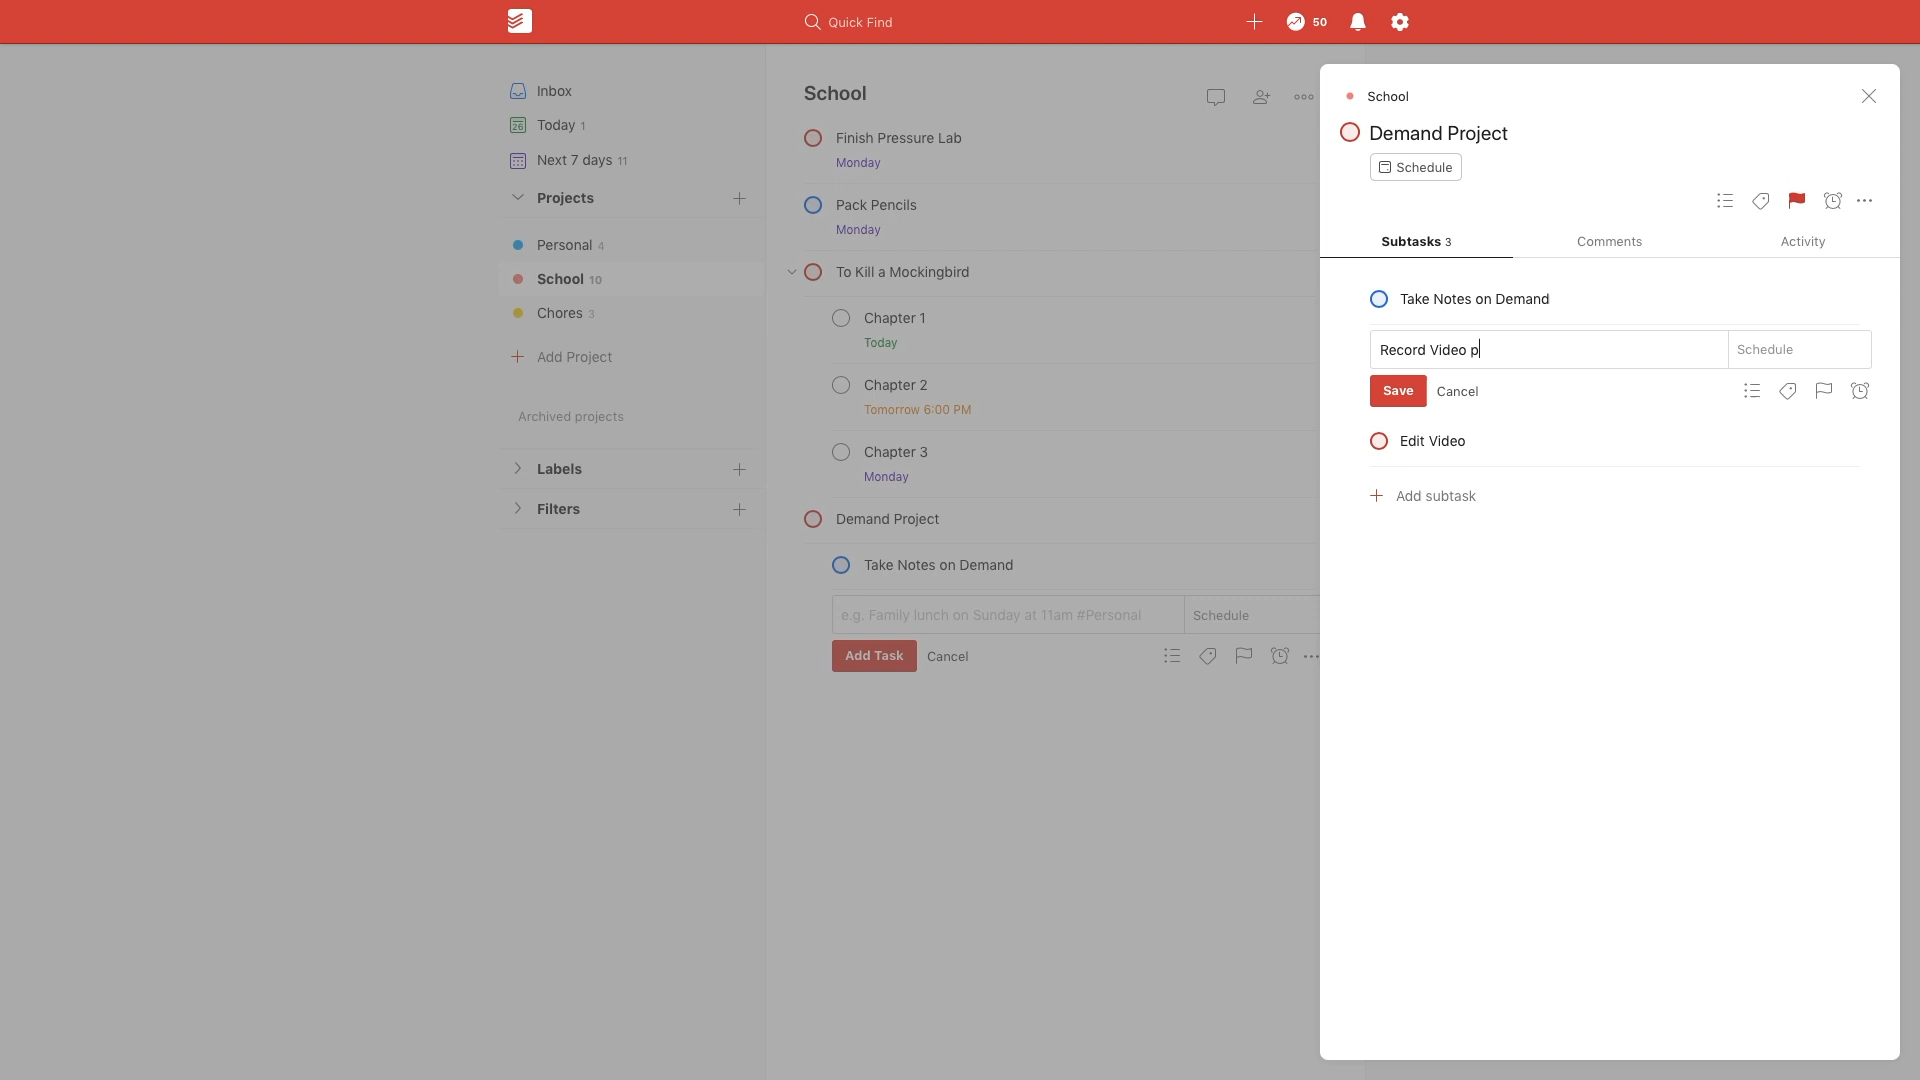 Quick Find
50
Inbox
26
Today 1
Next 7 days 11
Projects
Personal 4
School 10
Chores 3
Add Project
Archived projects
Labels
Filters
School
Finish Pressure Lab
Monday
Pack Pencils
Monday
To Kill a Mockingbird
Chapter 1
Today
Chapter 2
Tomorrow 6:00 PM
Chapter 3
Monday
Demand Project
Take Notes on Demand
e.g. Family lunch on Sunday at 11am #Personal
Schedule
Add Task
Cancel
School
Demand Project
Schedule
Subtasks 3
Comments
Activity
Take Notes on Demand
Record Video p
Schedule
Save
Cancel
Edit Video
Add subtask